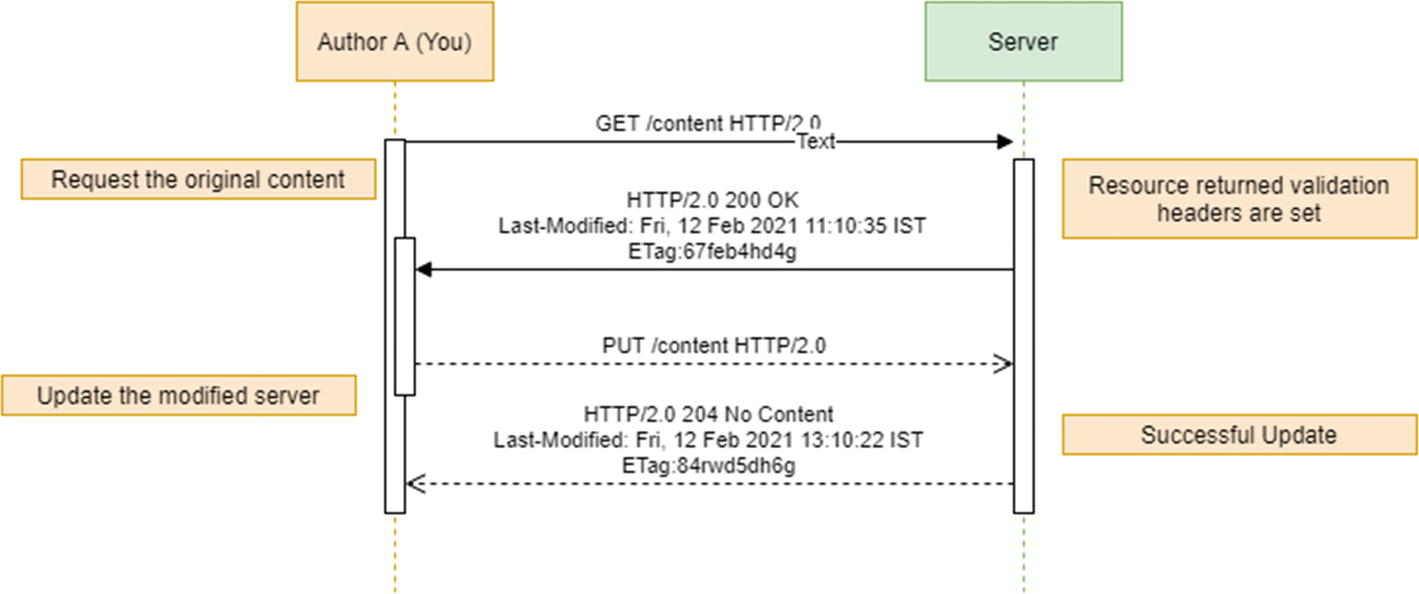 Author A (You)
Server
GET /content HTTP/2.0
Text
Request the original content
Resource returned validation
headers are set
HTTP/2.0 200 OK
Last-Modified: Fri, 12 Feb 2021 11:10:35 IST
ETag:67feb4hd4g
PUT /content HTTP/2.0
Update the modified server
HTTP/2.0 204 No Content
Last-Modified: Fri, 12 Feb 2021 13:10:22 IST
ETag:84rwd5dh6g
Successful Update